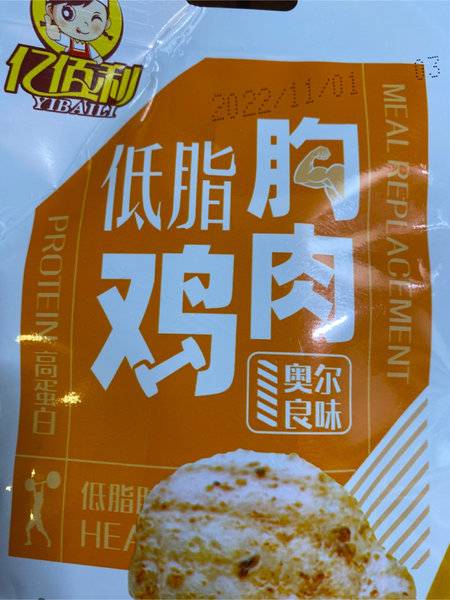 亿佰利
YIBAILI
2022/11/01
03
低脂
鸡
胸
肉
奥尔
良味
MEAL REPLACEMENT
PROTEIN 高蛋白
低脂